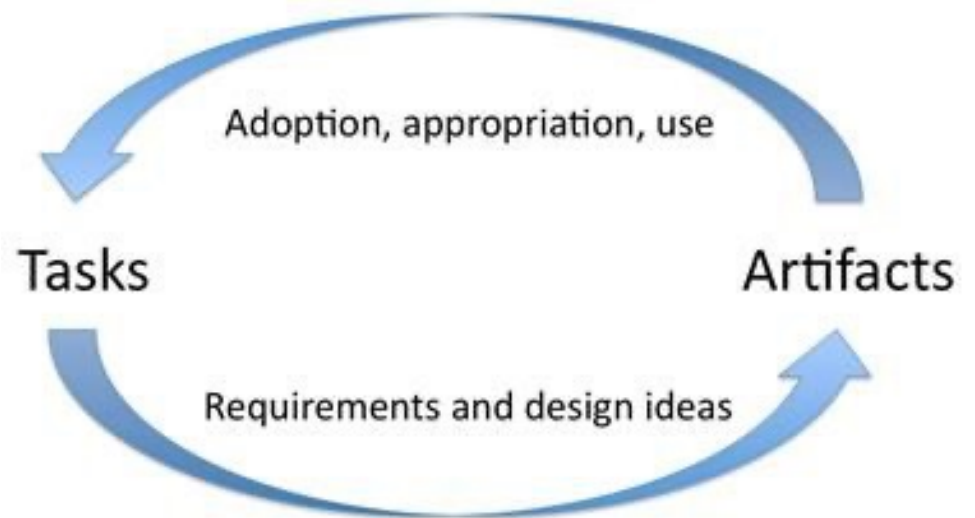 Adoption, appropriation, use
Tasks
Artifacts
Requirements and design ideas